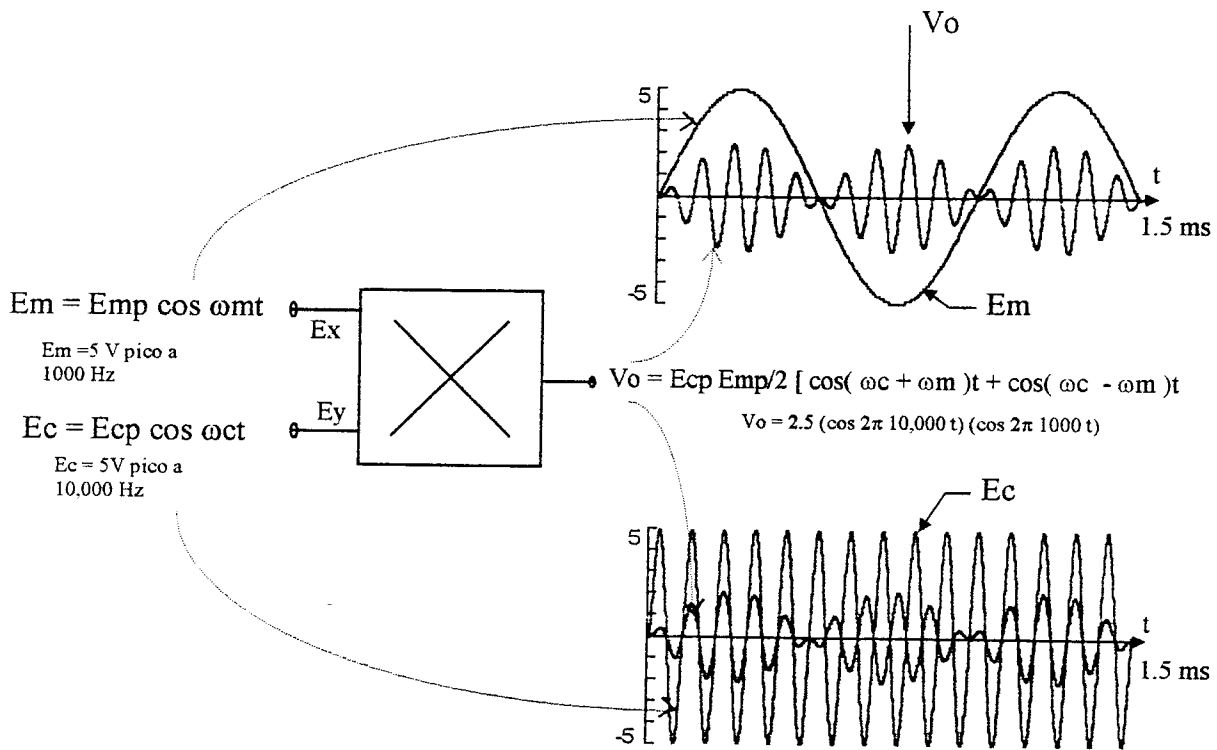 Vo
5
t
1.5 ms
-5
Em
Em = Emp cos ωmt
Ex
Em =5 V pico a
1000 Hz
Vo = Ecp Emp/2 [ cos( ωc + ωm )t + cos( ωc - ωm )t
Vo = 2.5 (cos 2π 10,000 t) (cos 2π 1000 t)
Ey
Ec = Ecp cos ωct
Ec = 5V pico a
10,000 Hz
Ec
5
t
1.5 ms
-5